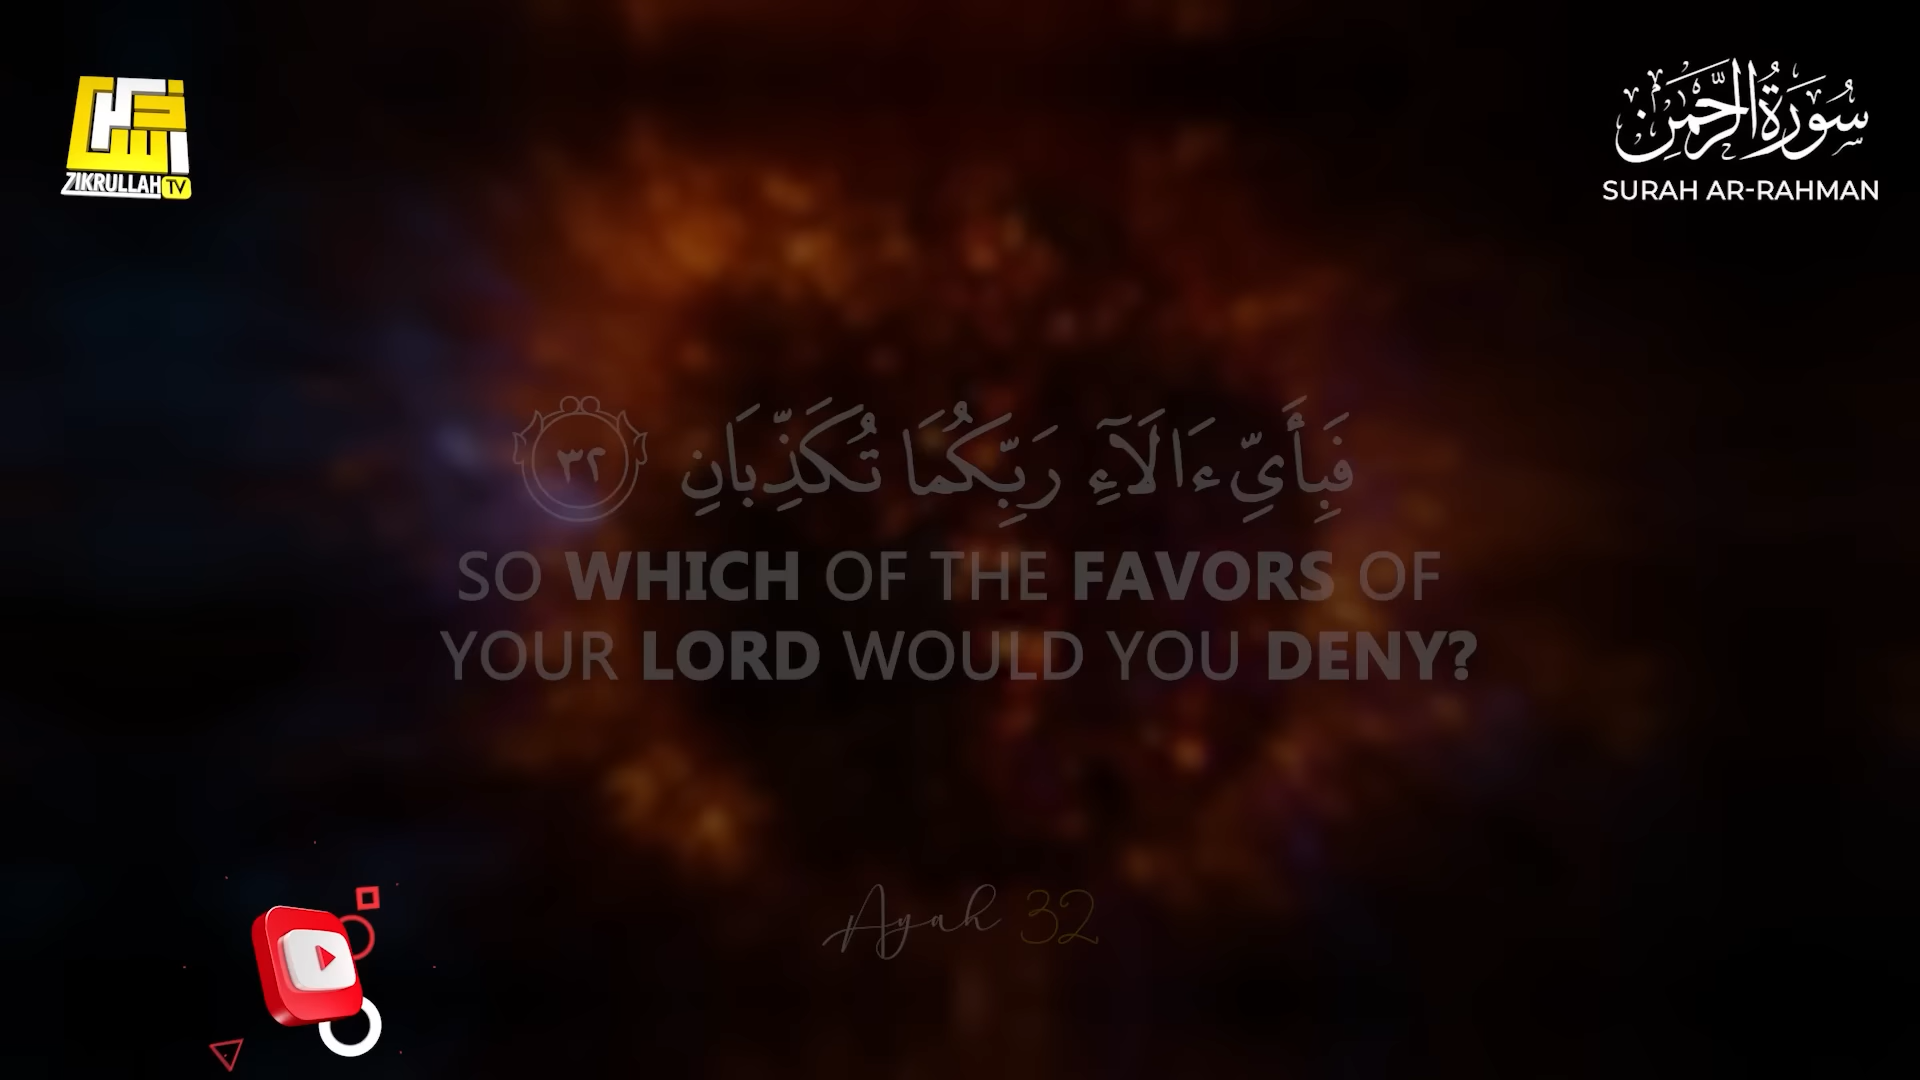 ZIKRULLAH TV
سُورَةُ الرَّحْمَٰن
SURAH AR-RAHMAN
فَبِأَيِّ ءَالَآءِ رَبِّكُمَا تُكَذِّبَانِ ٣٢
SO WHICH OF THE FAVORS OF
YOUR LORD WOULD YOU DENY?
Ayah 32